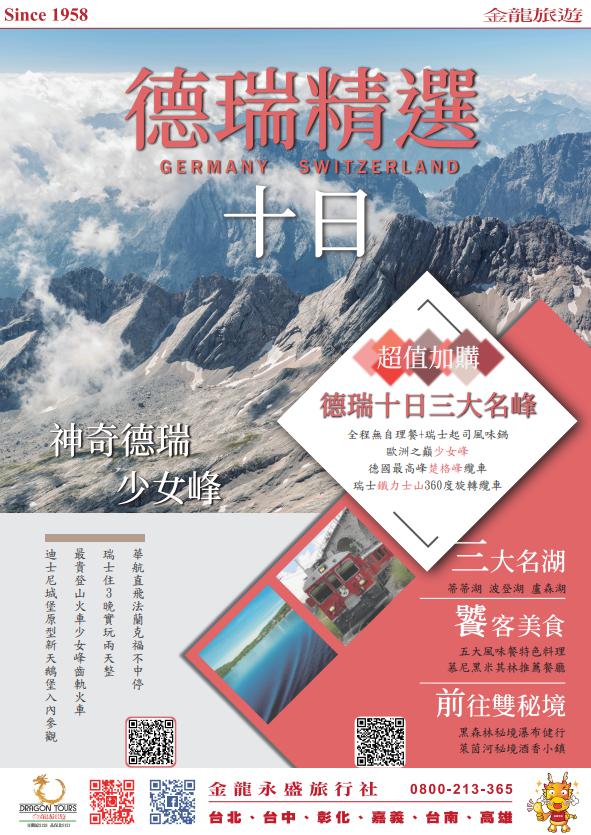 Since 1958
金龍旅遊
德瑞精選
GERMANY SWITZERLAND
十日
超值加購
德瑞十日三大名峰
全程無自理餐+瑞士起司風味鍋
歐洲之巔少女峰
德國最高峰楚格峰纜車
瑞士鐵力士山360度旋轉纜車
神奇德瑞
少女峰
華航直飛法蘭克福不中停
瑞士住3晚實玩兩天整
最貴登山火車少女峰齒軌火車
迪士尼城堡原型新天鵝堡入內參觀
三大名湖
蒂蒂湖 波登湖 盧森湖
饕客美食
五大風味餐特色料理
慕尼黑米其林推薦餐廳
前往雙秘境
黑森林秘境瀑布健行
萊茵河秘境酒香小鎮
DRAGON TOURS
金龍旅遊
金龍永盛旅行社
0800-213-365
台北、台中、彰化、嘉義、台南、高雄